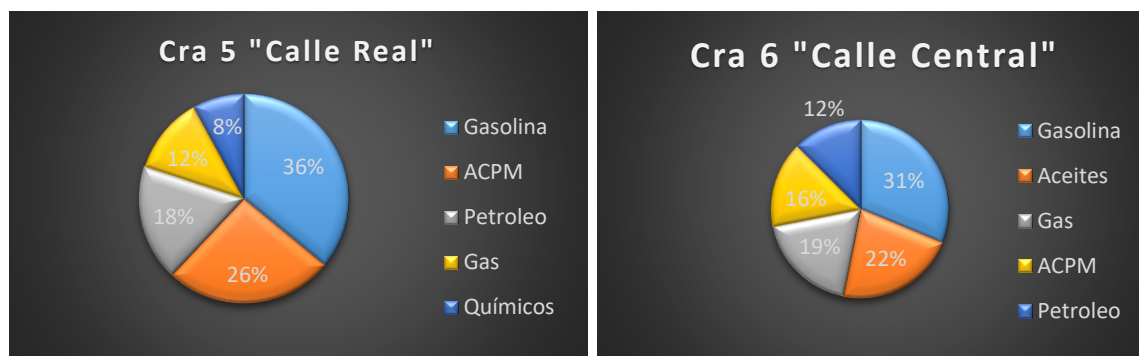 Cra 5 "Calle Real"
8%
36%
12%
18%
26%
Gasolina
ACPM
Petroleo
Gas
Químicos
Cra 6 "Calle Central"
12%
31%
16%
19%
22%
Gasolina
Aceites
Gas
ACPM
Petroleo